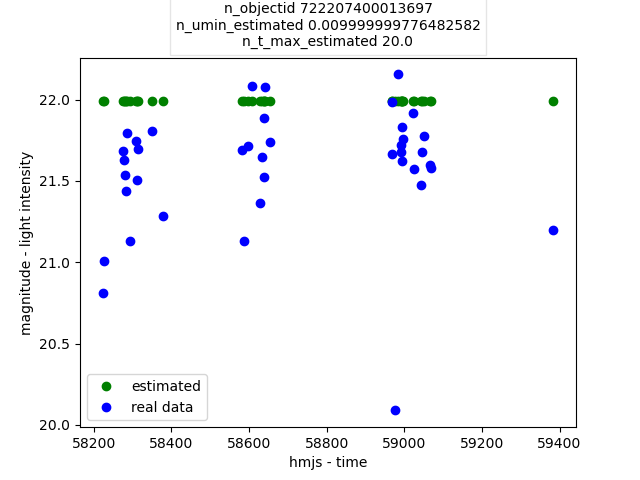 n_objectid 722207400013697
n_umin_estimated 0.009999999776482582
n_t_max_estimated 20.0
magnitude - light intensity
22.0
21.5
21.0
20.5
20.0
estimated
real data
58200 58400 58600 58800 59000 59200 59400
hmjs - time